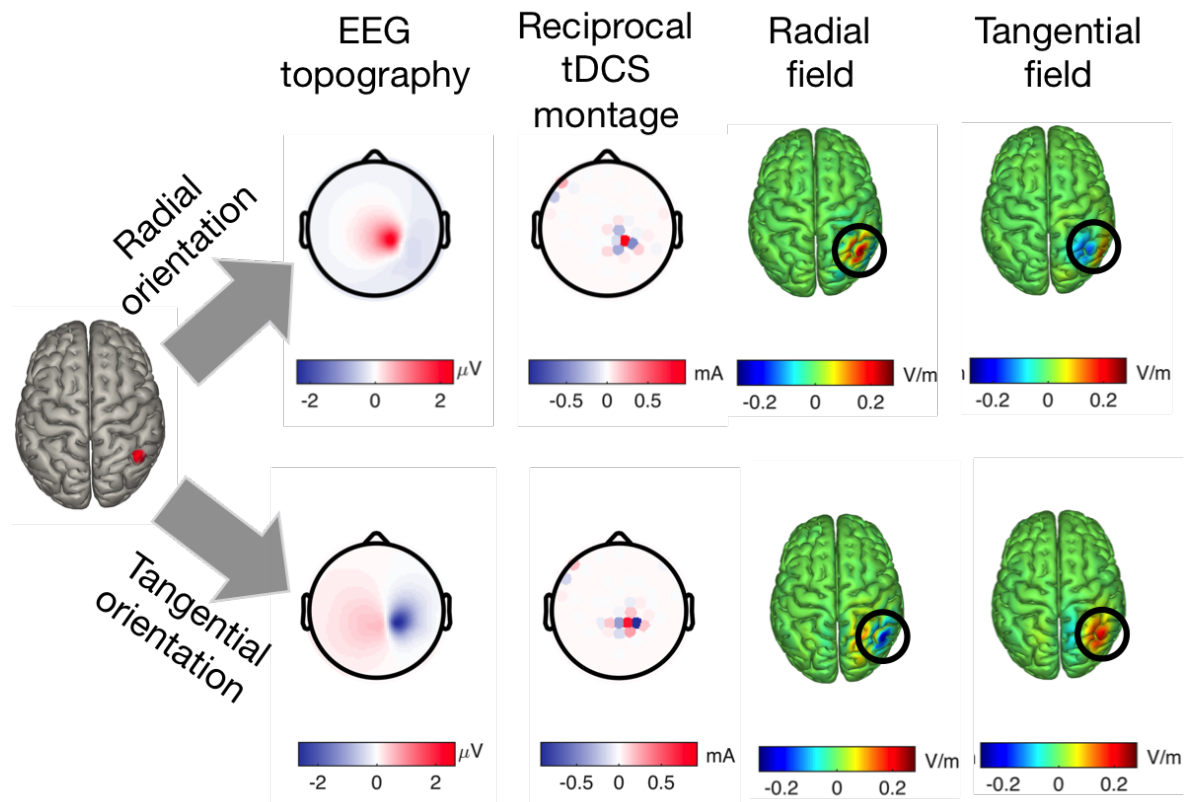 EEG
topography
Reciprocal
tDCS
montage
Radial
field
Tangential
field
Radial
orientation
μV
-2 0 2
mA
-0.5 0 0.5
V/m
-0.2 0 0.2
V/m
-0.2 0 0.2
Tangential
orientation
μV
-2 0 2
mA
-0.5 0 0.5
V/m
-0.2 0 0.2
V/m
-0.2 0 0.2